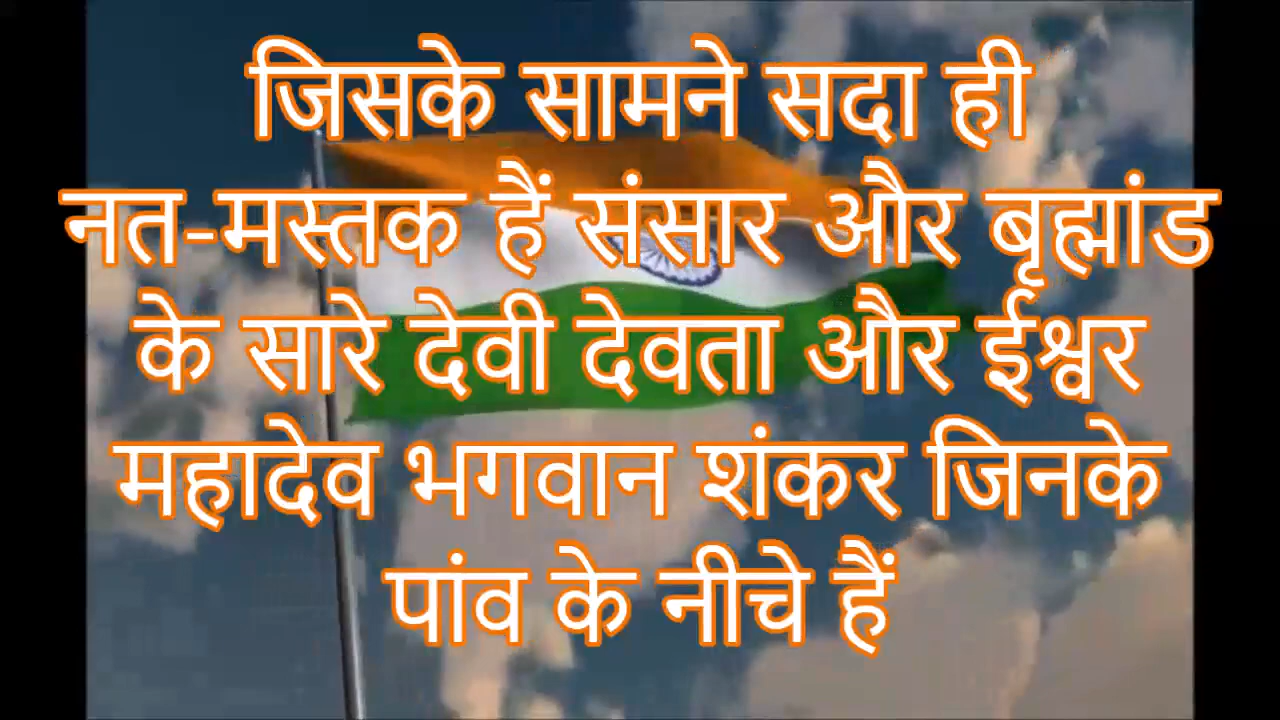 जिसके सामने सदा ही
नत-मस्तक हैं संसार और बृह्मांड
के सारे देवी देवता और ईश्वर
महादेव भगवान शंकर जिनके
पांव के नीचे हैं